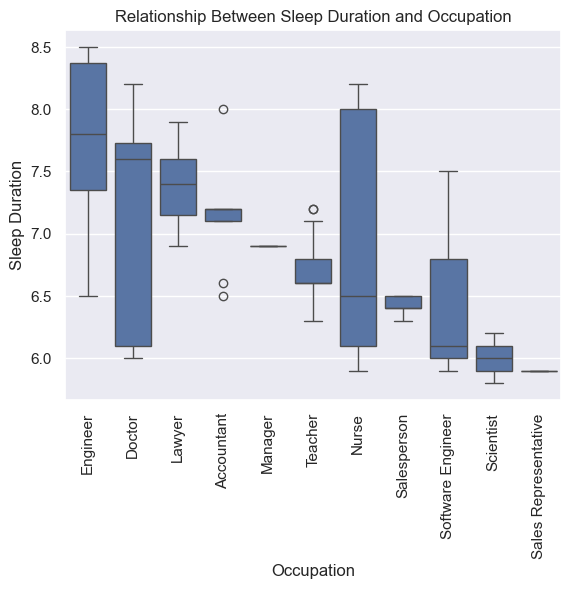 Relationship Between Sleep Duration and Occupation
Sleep Duration
8.5
8.0
7.5
7.0
6.5
6.0
Engineer
Doctor
Lawyer
Accountant
Manager
Teacher
Nurse
Salesperson
Software Engineer
Scientist
Sales Representative
Occupation